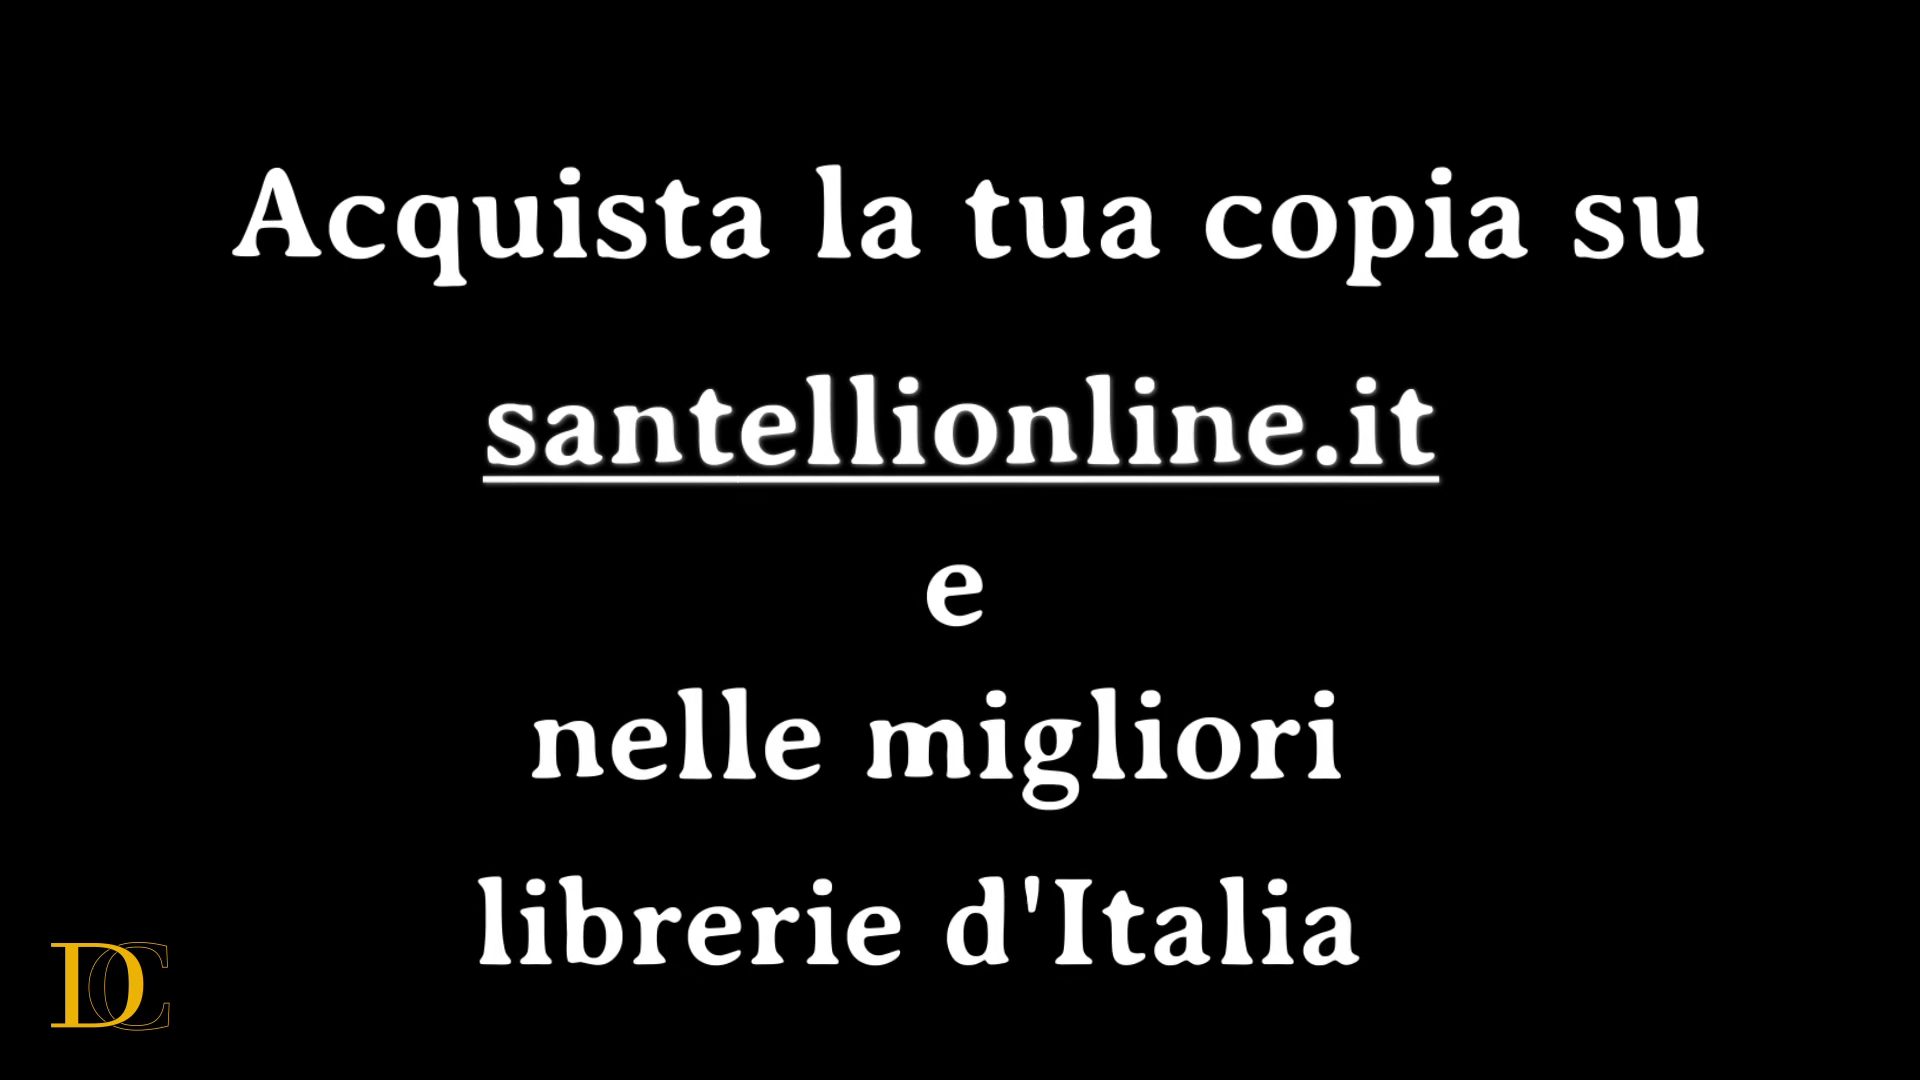 Acquista la tua copia su
santellionline.it
e
nelle migliori
librerie d'Italia
DC